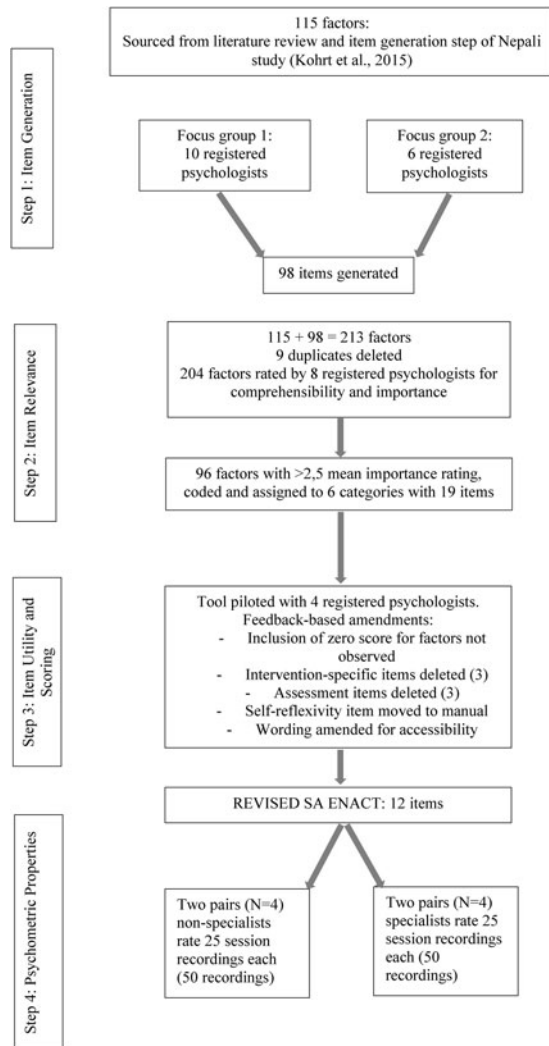 Step 1: Item Generation
115 factors:
Sourced from literature review and item generation step of Nepali
study (Kohrt et al., 2015)
Focus group 1:
10 registered
psychologists
Focus group 2:
6 registered
psychologists
98 items generated
Step 2: Item Relevance
115 + 98 = 213 factors
9 duplicates deleted
204 factors rated by 8 registered psychologists for
comprehensibility and importance
96 factors with >2,5 mean importance rating,
coded and assigned to 6 categories with 19 items
Step 3: Item Utility and
Scoring
Tool piloted with 4 registered psychologists.
Feedback-based amendments:
- Inclusion of zero score for factors not
observed
- Intervention-specific items deleted (3)
- Assessment items deleted (3)
- Self-reflexivity item moved to manual
- Wording amended for accessibility
REVISED SA ENACT: 12 items
Step 4: Psychometric Properties
Two pairs (N=4)
non-specialists
rate 25 session
recordings each
(50 recordings)
Two pairs (N=4)
specialists rate 25
session recordings
each (50
recordings)